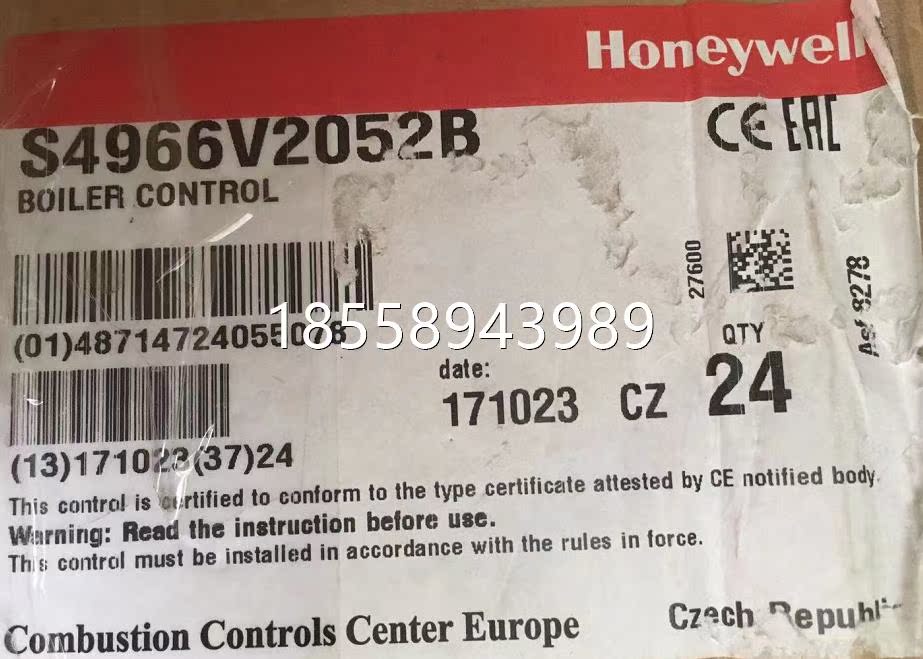 Honeywell
S4966V2052B
BOILER CONTROL
CE EAC
27600
(01)48714724055078
18558943989
QTY
24
date:
171023 CZ
(13)171023(37)24
This control is certified to conform to the type certificate attested by CE notified body.
Warning: Read the instruction before use.
This control must be installed in accordance with the rules in force.
Combustion Controls Center Europe
Czech Republic
8278